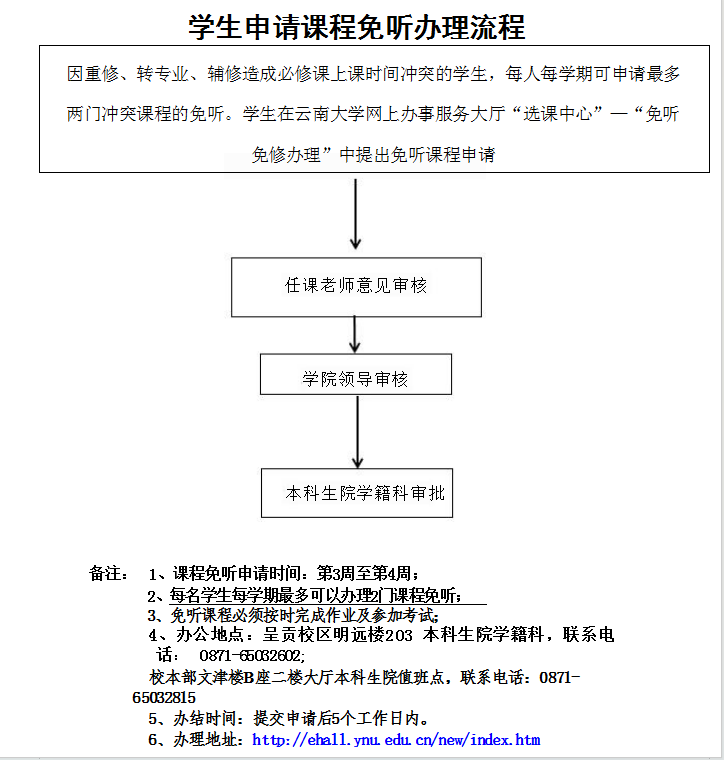 学生申请课程免听办理流程
因重修、转专业、辅修造成必修课上课时间冲突的学生，每人每学期可申请最多
两门冲突课程的免听。学生在云南大学网上办事服务大厅“选课中心”—“免听
免修办理”中提出免听课程申请
任课老师意见审核
学院领导审核
本科生院学籍科审批
备注： 1、课程免听申请时间：第3周至第4周；
2、每名学生每学期最多可以办理2门课程免听；
3、免听课程必须按时完成作业及参加考试；
4、办公地点：呈贡校区明远楼203 本科生院学籍科，联系电
话： 0871-65032602;
校本部文津楼B座二楼大厅本科生院值班点，联系电话：0871-
65032815
5、办结时间：提交申请后5个工作日内。
6、办理地址：http://ehall.ynu.edu.cn/new/index.htm